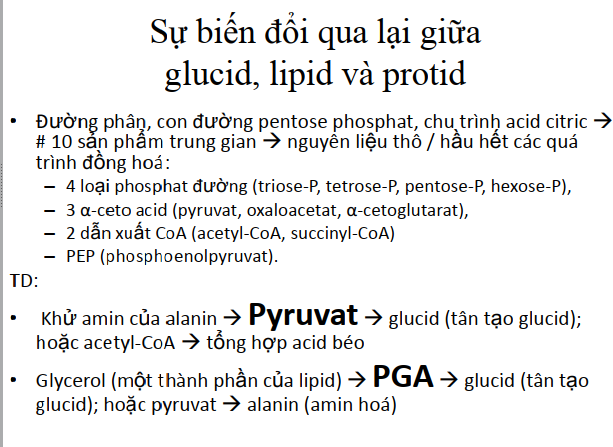 Sự biến đổi qua lại giữa
glucid, lipid và protid
• Đường phân, con đường pentose phosphat, chu trình acid citric →
# 10 sản phẩm trung gian → nguyên liệu thô / hầu hết các quá
trình đồng hoá:
– 4 loại phosphat đường (triose-P, tetrose-P, pentose-P, hexose-P),
– 3 α-ceto acid (pyruvat, oxaloacetat, α-cetoglutarat),
– 2 dẫn xuất CoA (acetyl-CoA, succinyl-CoA)
– PEP (phosphoenolpyruvat).
TD:
• Khử amin của alanin → Pyruvat → glucid (tân tạo glucid);
hoặc acetyl-CoA → tổng hợp acid béo
• Glycerol (một thành phần của lipid) → PGA → glucid (tân tạo
glucid); hoặc pyruvat → alanin (amin hoá)